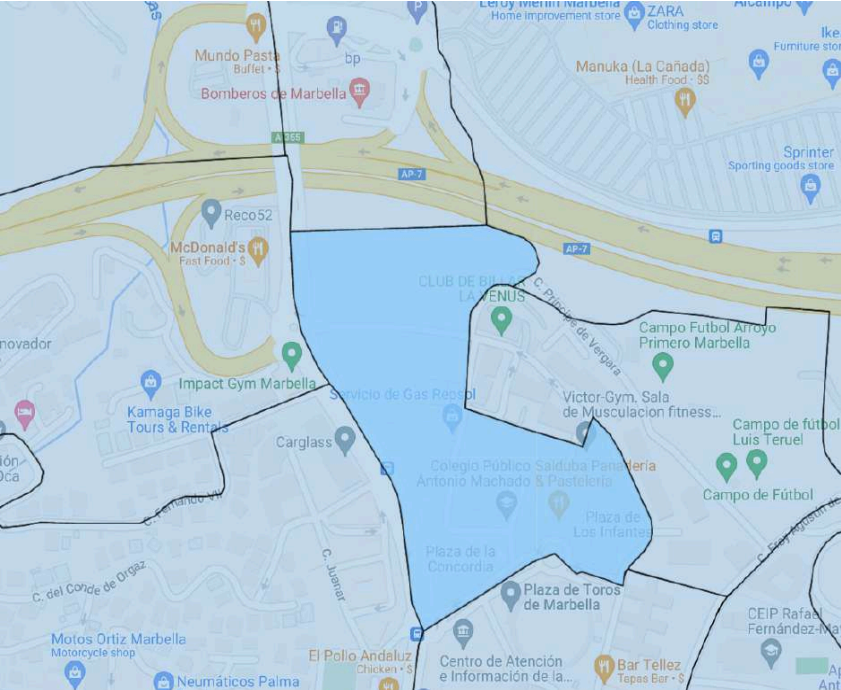 Leroy Merlin Marbella
Home improvement store
ZARA
Clothing store
Alcampo
P
Mundo Pasta
Buffet • $
bp
Bomberos de Marbella
Manuka (La Cañada)
Health Food • $$
Ike
Furniture stor
A-355
AP-7
Sprinter
Sporting goods store
Reco52
McDonald's
Fast Food • $
AP-7
CLUB DE BILLAR
LA VENUS
C. Príncipe de Vergara
novador
Campo Futbol Arroyo
Primero Marbella
Impact Gym Marbella
Servicio de Gas Repsol
Victor-Gym. Sala
de Musculacion fitness...
Kamaga Bike
Tours & Rentals
Carglass
Campo de fútbol
Luis Teruel
Campo de Fútbol
ión
Oca
Colegio Público
Antonio Machado
Salduba Panadería
& Pastelería
C. Fernando VII
Plaza de
Los Infantes
Plaza de la
Concordia
C. Fray Agustín de
C. del Conde de Orgaz
C. Juanar
Plaza de Toros
de Marbella
CEIP Rafael
Fernández-May
Motos Ortiz Marbella
Motorcycle shop
El Pollo Andaluz
Chicken • $
Centro de Atención
e Información de la...
Bar Tellez
Tapas Bar • $
Neumáticos Palma
Ap
Ant